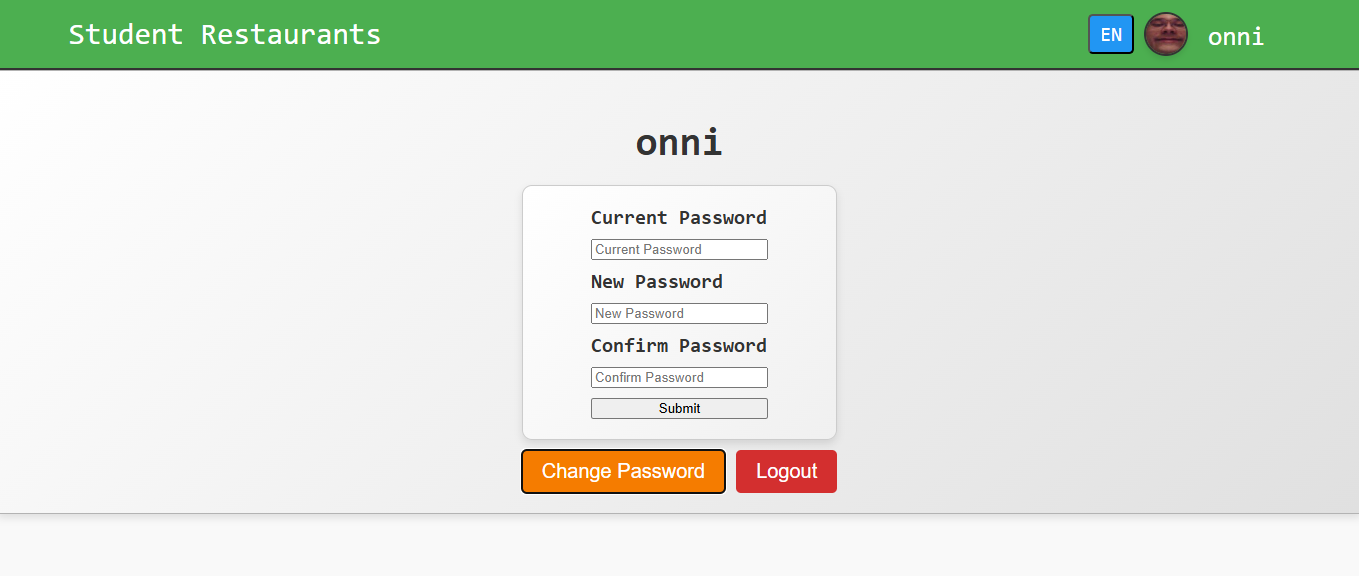 Student Restaurants
EN
onni
onni
Current Password
Current Password
New Password
New Password
Confirm Password
Confirm Password
Submit
Change Password
Logout